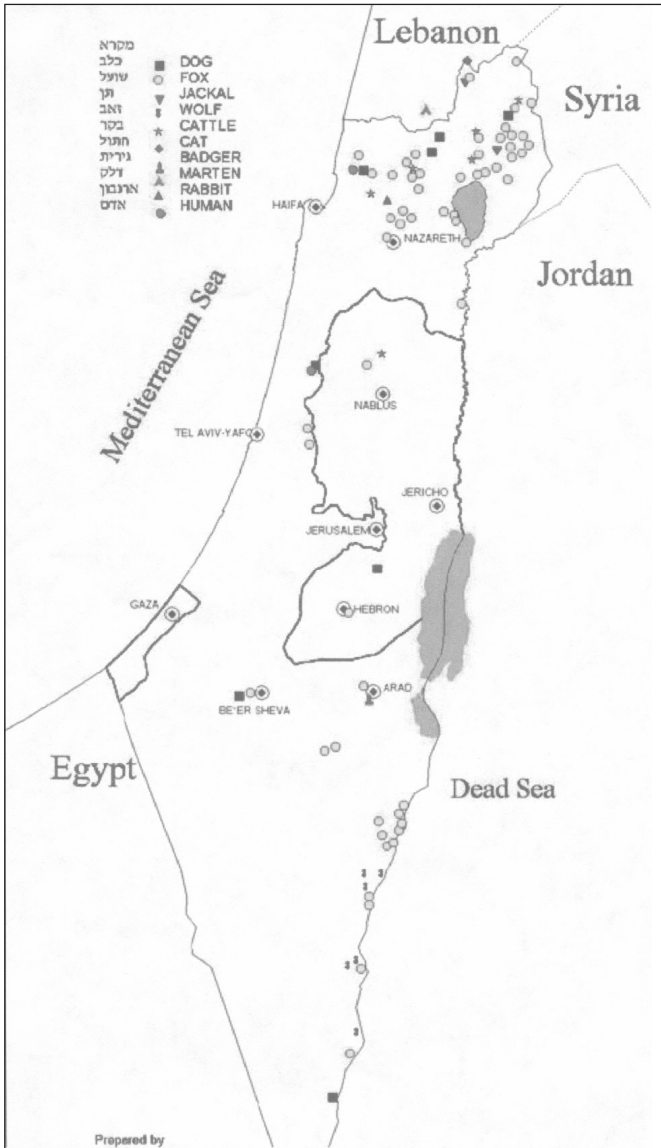 Lebanon
מקרא
כלב DOG
שועל FOX
תן JACKAL
זאב WOLF
בקר CATTLE
חתול CAT
גירית BADGER
דלק MARTEN
ארנבון RABBIT
אדם HUMAN
Syria
HAIFA
NAZARETH
Jordan
Mediterranean Sea
NABLUS
TEL AVIV-YAFO
JERICHO
JERUSALEM
GAZA
HEBRON
ARAD
BE'ER SHEVA
Egypt
Dead Sea
Prepared by